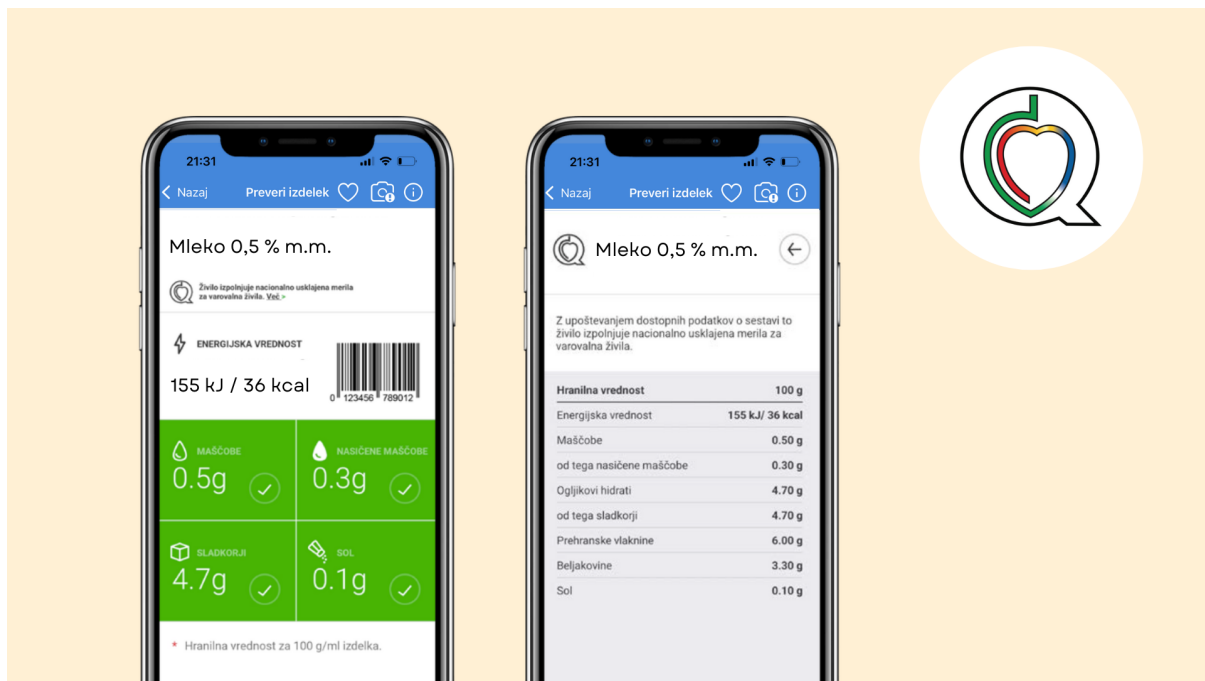 21:31
Nazaj
Preveri izdelek
Mleko 0,5 % m.m.
Živilo izpolnjuje nacionalno usklajena merila
za varovalna živila. Več >
ENERGIJSKA VREDNOST
155 kJ / 36 kcal
0 123456 789012
MAŠČOBE
0.5g
NASIČENE MAŠČOBE
0.3g
SLADKORJI
4.7g
SOL
0.1g
* Hranilna vrednost za 100 g/ml izdelka.
21:31
Nazaj
Preveri izdelek
Mleko 0,5 % m.m.
Z upoštevanjem dostopnih podatkov o sestavi to
živilo izpolnjuje nacionalno usklajena merila za
varovalna živila.
Hranilna vrednost 100 g
Energijska vrednost 155 kJ/ 36 kcal
Maščobe 0.50 g
od tega nasičene maščobe 0.30 g
Ogljikovi hidrati 4.70 g
od tega sladkorji 4.70 g
Prehranske vlaknine 6.00 g
Beljakovine 3.30 g
Sol 0.10 g